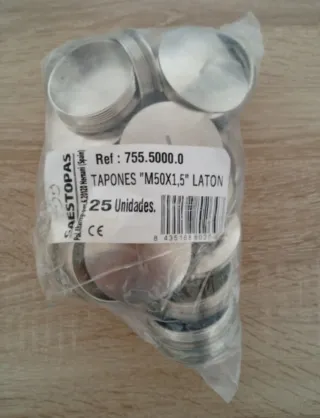 Ref : 755.5000.0
TAPONES "M50X1,5" LATON
25 Unidades.
SAESTOPAS
CE